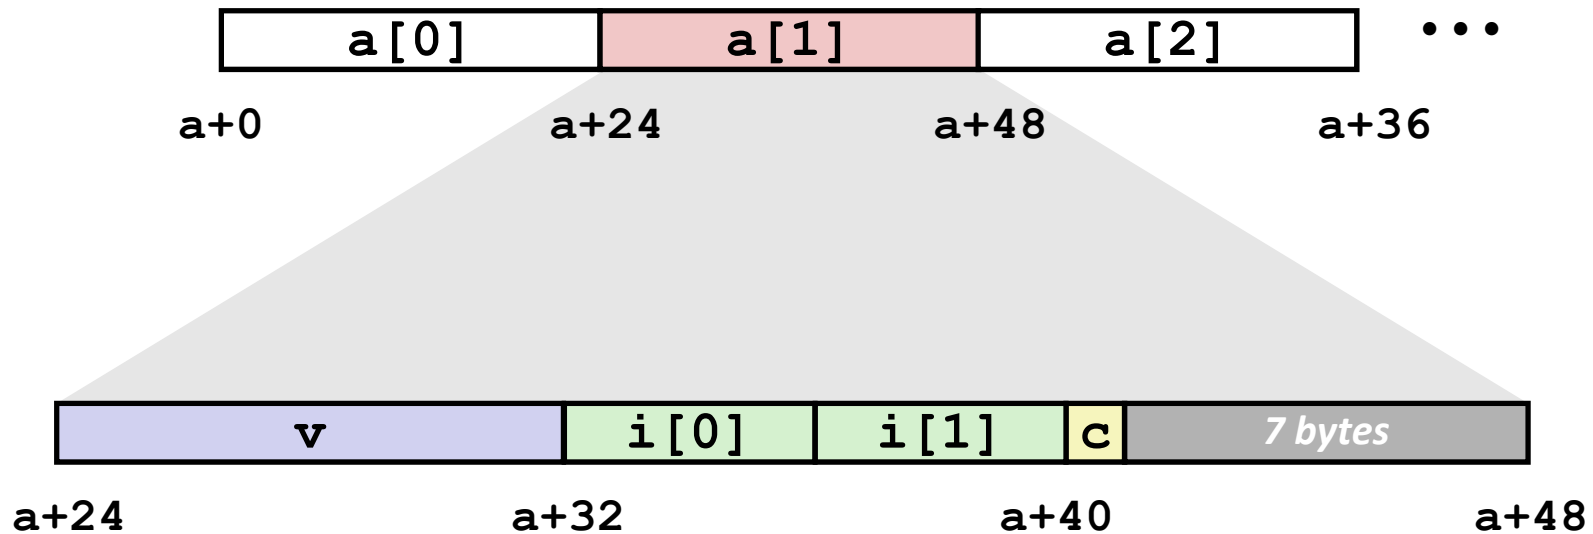 a[0] a[1] a[2] •••
a+0 a+24 a+48 a+36
v i[0] i[1] c 7 bytes
a+24 a+32 a+40 a+48